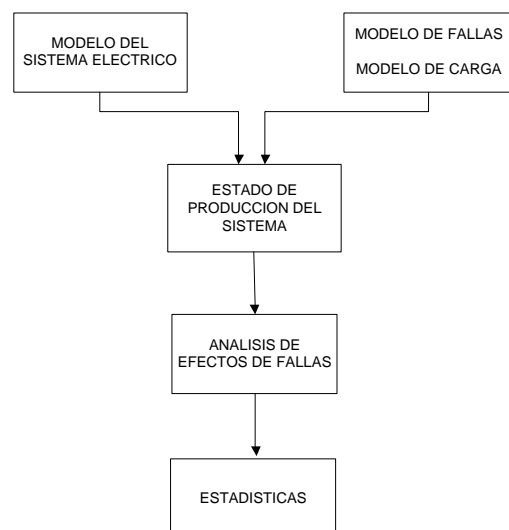 MODELO DEL
SISTEMA ELECTRICO
MODELO DE FALLAS
MODELO DE CARGA
ESTADO DE
PRODUCCION DEL
SISTEMA
ANALISIS DE
EFECTOS DE FALLAS
ESTADISTICAS